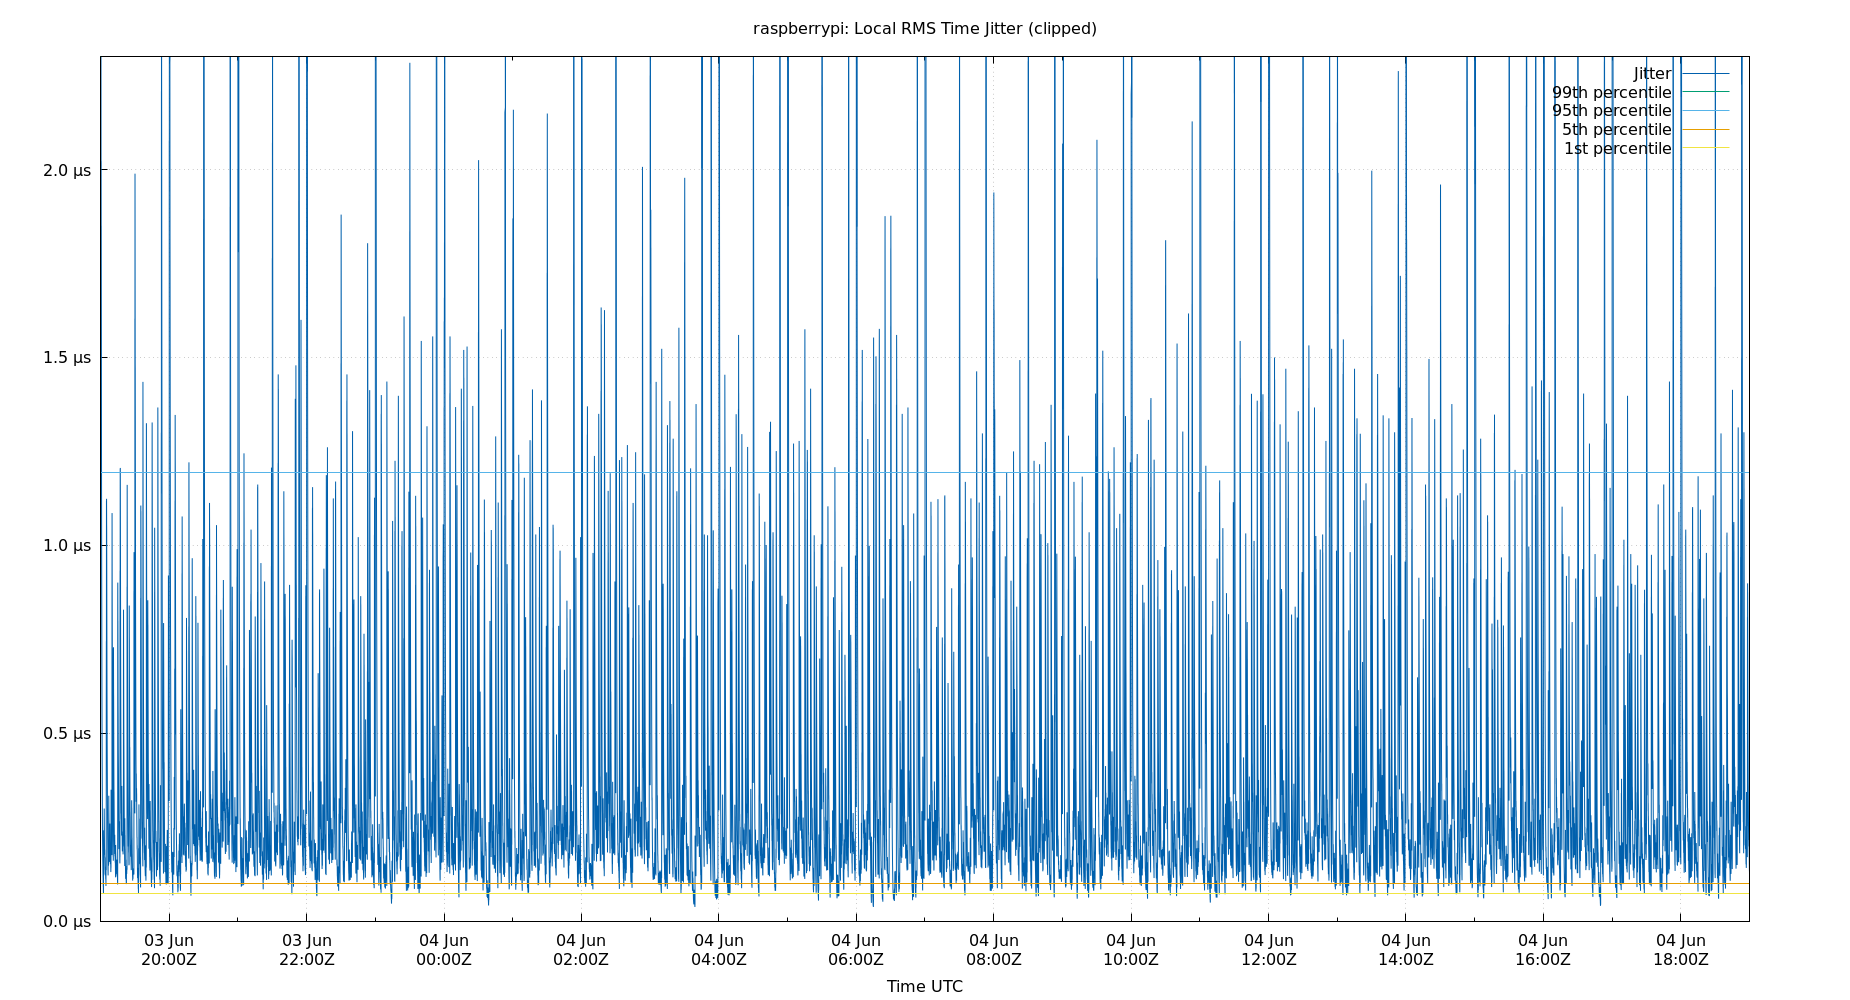 raspberrypi: Local RMS Time Jitter (clipped)
Jitter
99th percentile
95th percentile
5th percentile
1st percentile
2.0 µs
1.5 µs
1.0 µs
0.5 µs
0.0 µs
03 Jun 03 Jun 04 Jun 04 Jun 04 Jun 04 Jun 04 Jun 04 Jun 04 Jun 04 Jun 04 Jun 04 Jun
20:00Z 22:00Z 00:00Z 02:00Z 04:00Z 06:00Z 08:00Z 10:00Z 12:00Z 14:00Z 16:00Z 18:00Z
Time UTC